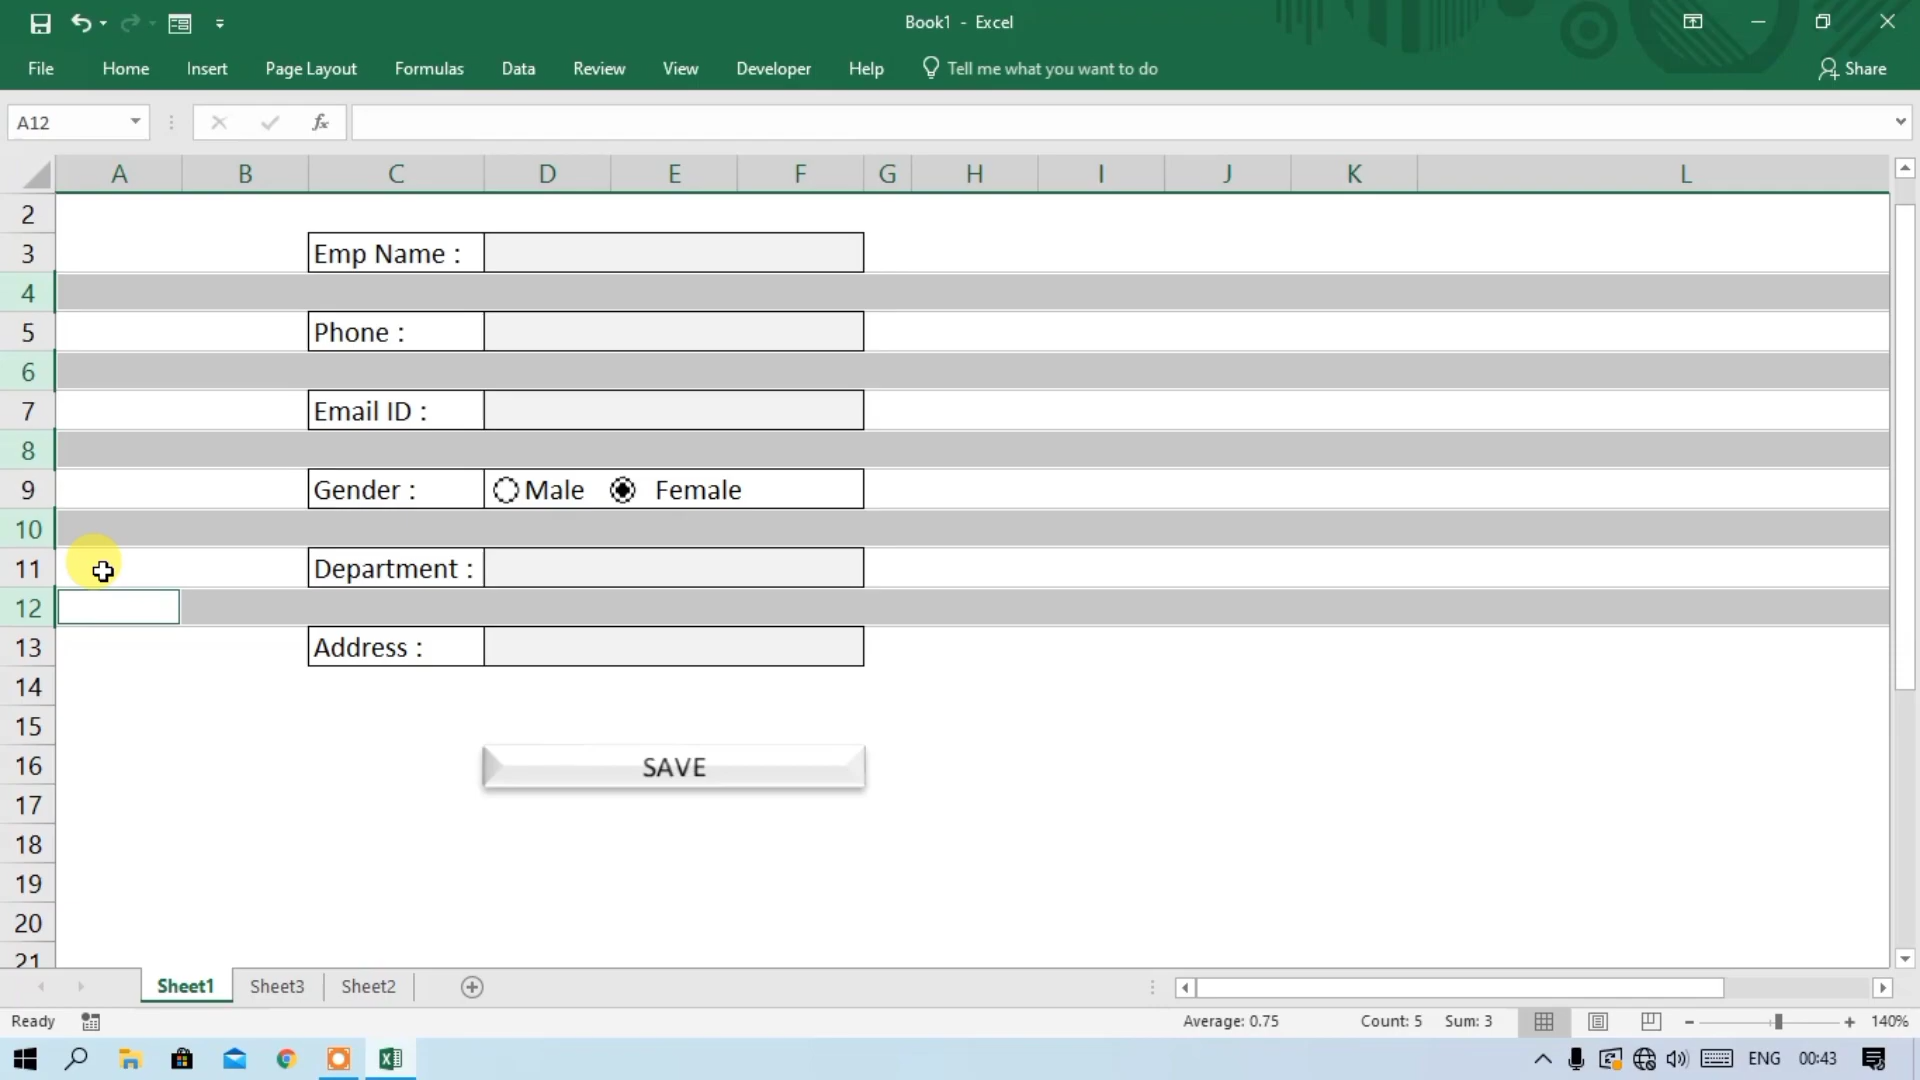 Book1 - Excel
File Home Insert Page Layout Formulas Data Review View Developer Help Tell me what you want to do Share
A12 fx
A B C D E F G H I J K L
2
3 Emp Name :
4
5 Phone :
6
7 Email ID :
8
9 Gender : Male Female
10
11 Department :
12
13 Address :
14
15
16 SAVE
17
18
19
20
21
Sheet1 Sheet3 Sheet2
Ready Average: 0.75 Count: 5 Sum: 3 140%
ENG 00:43